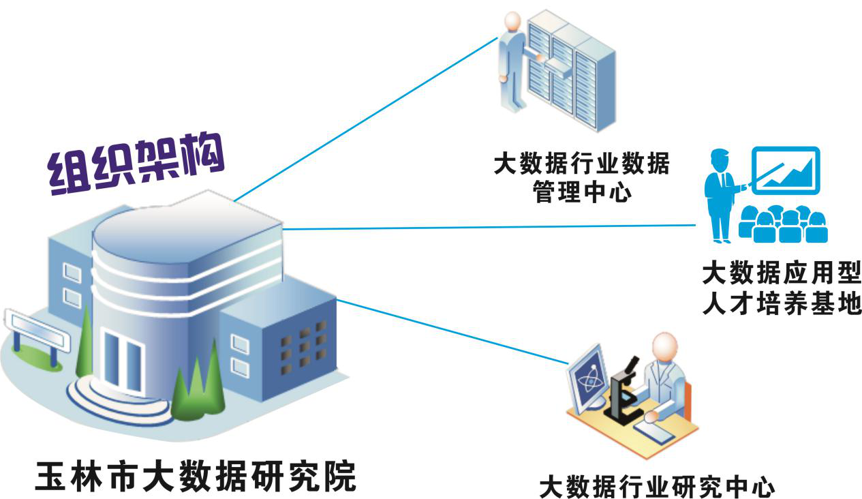 组织架构
大数据行业数据
管理中心
大数据应用型
人才培养基地
玉林市大数据研究院
大数据行业研究中心